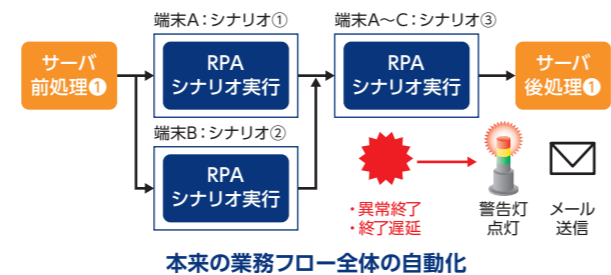 端末A：シナリオ①
端末A～C：シナリオ③
サーバ
前処理❶
RPA
シナリオ実行
RPA
シナリオ実行
サーバ
後処理❶
端末B：シナリオ②
RPA
シナリオ実行
・異常終了
・終了遅延
警告灯
点灯
メール
送信
本来の業務フロー全体の自動化